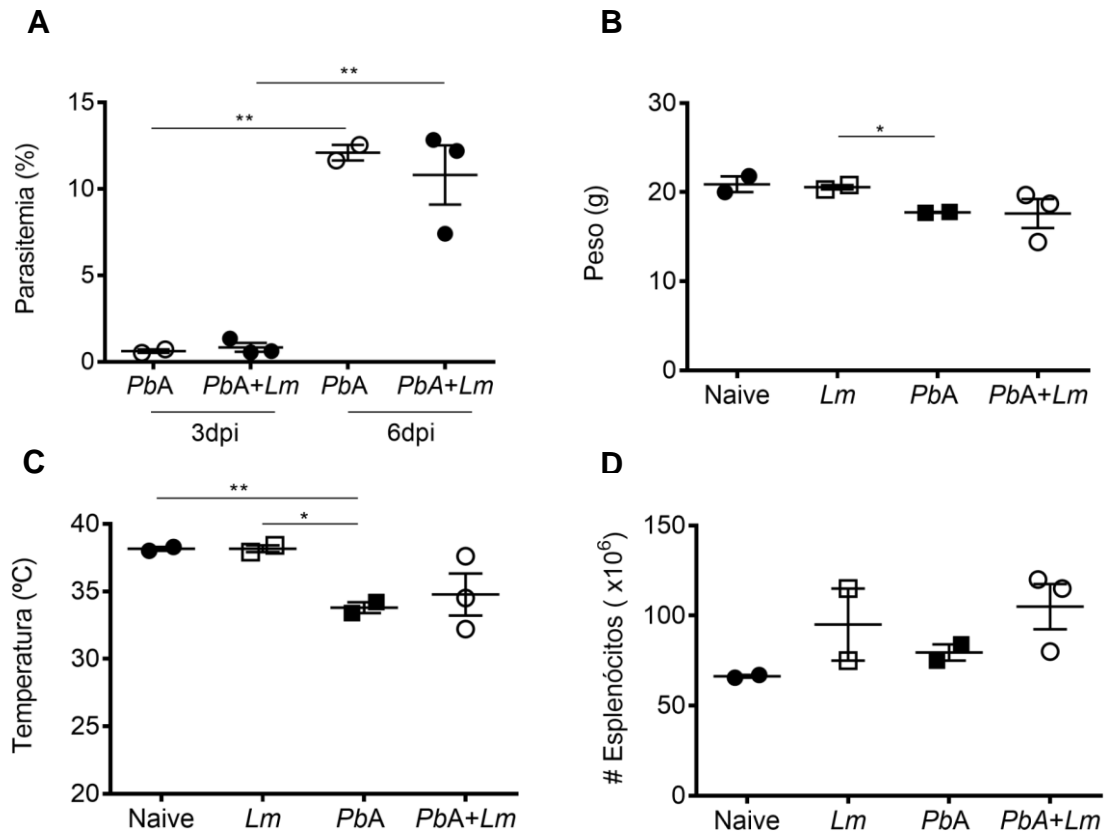 A
Parasitemia (%)
15
10
5
0
**
**
PbA PbA+Lm PbA PbA+Lm
3dpi 6dpi
B
Peso (g)
30
20
10
0
*
Naive Lm PbA PbA+Lm
C
Temperatura (ºC)
40
35
30
25
20
**
*
Naive Lm PbA PbA+Lm
D
# Esplenócitos ( x10⁶)
150
100
50
0
Naive Lm PbA PbA+Lm